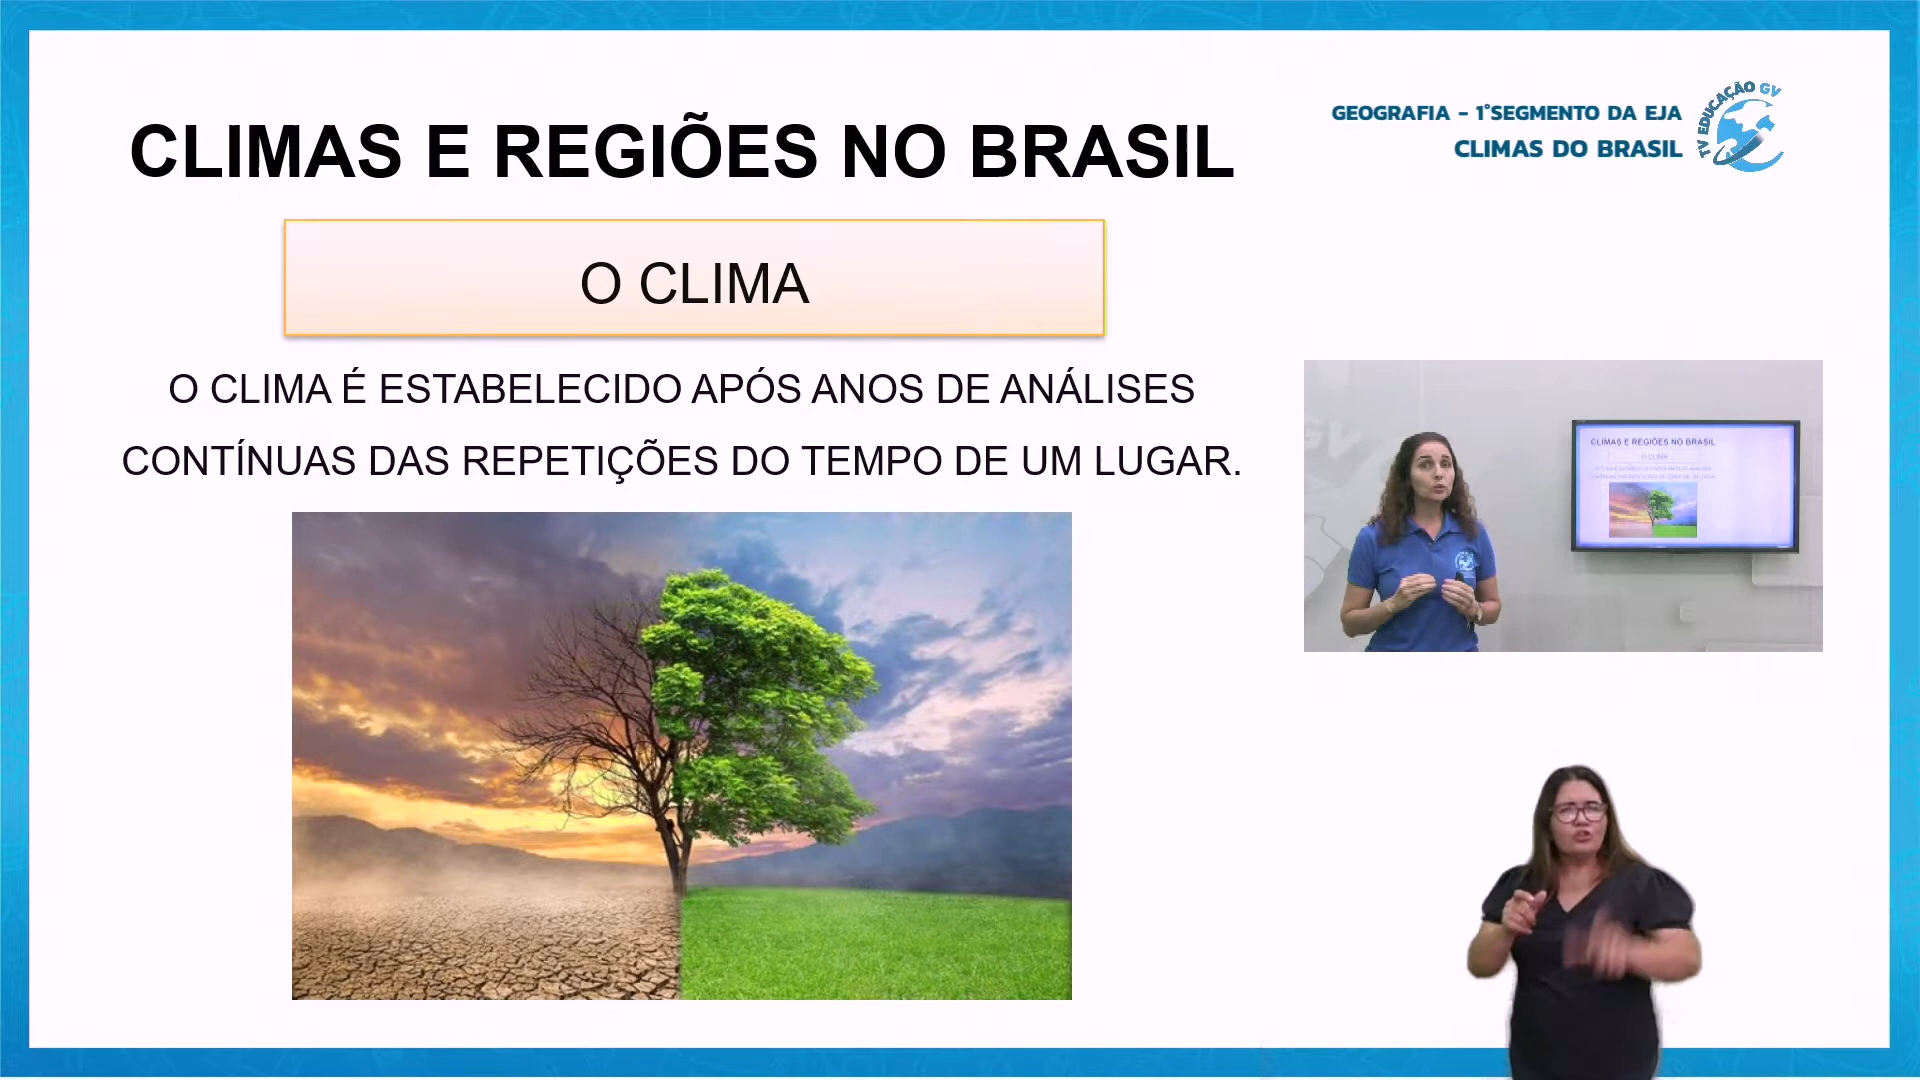 CLIMAS E REGIÕES NO BRASIL
GEOGRAFIA - 1°SEGMENTO DA EJA
CLIMAS DO BRASIL
TV EDUCAÇÃO GV
O CLIMA
O CLIMA É ESTABELECIDO APÓS ANOS DE ANÁLISES
CONTÍNUAS DAS REPETIÇÕES DO TEMPO DE UM LUGAR.
CLIMAS E REGIÕES NO BRASIL
O CLIMA